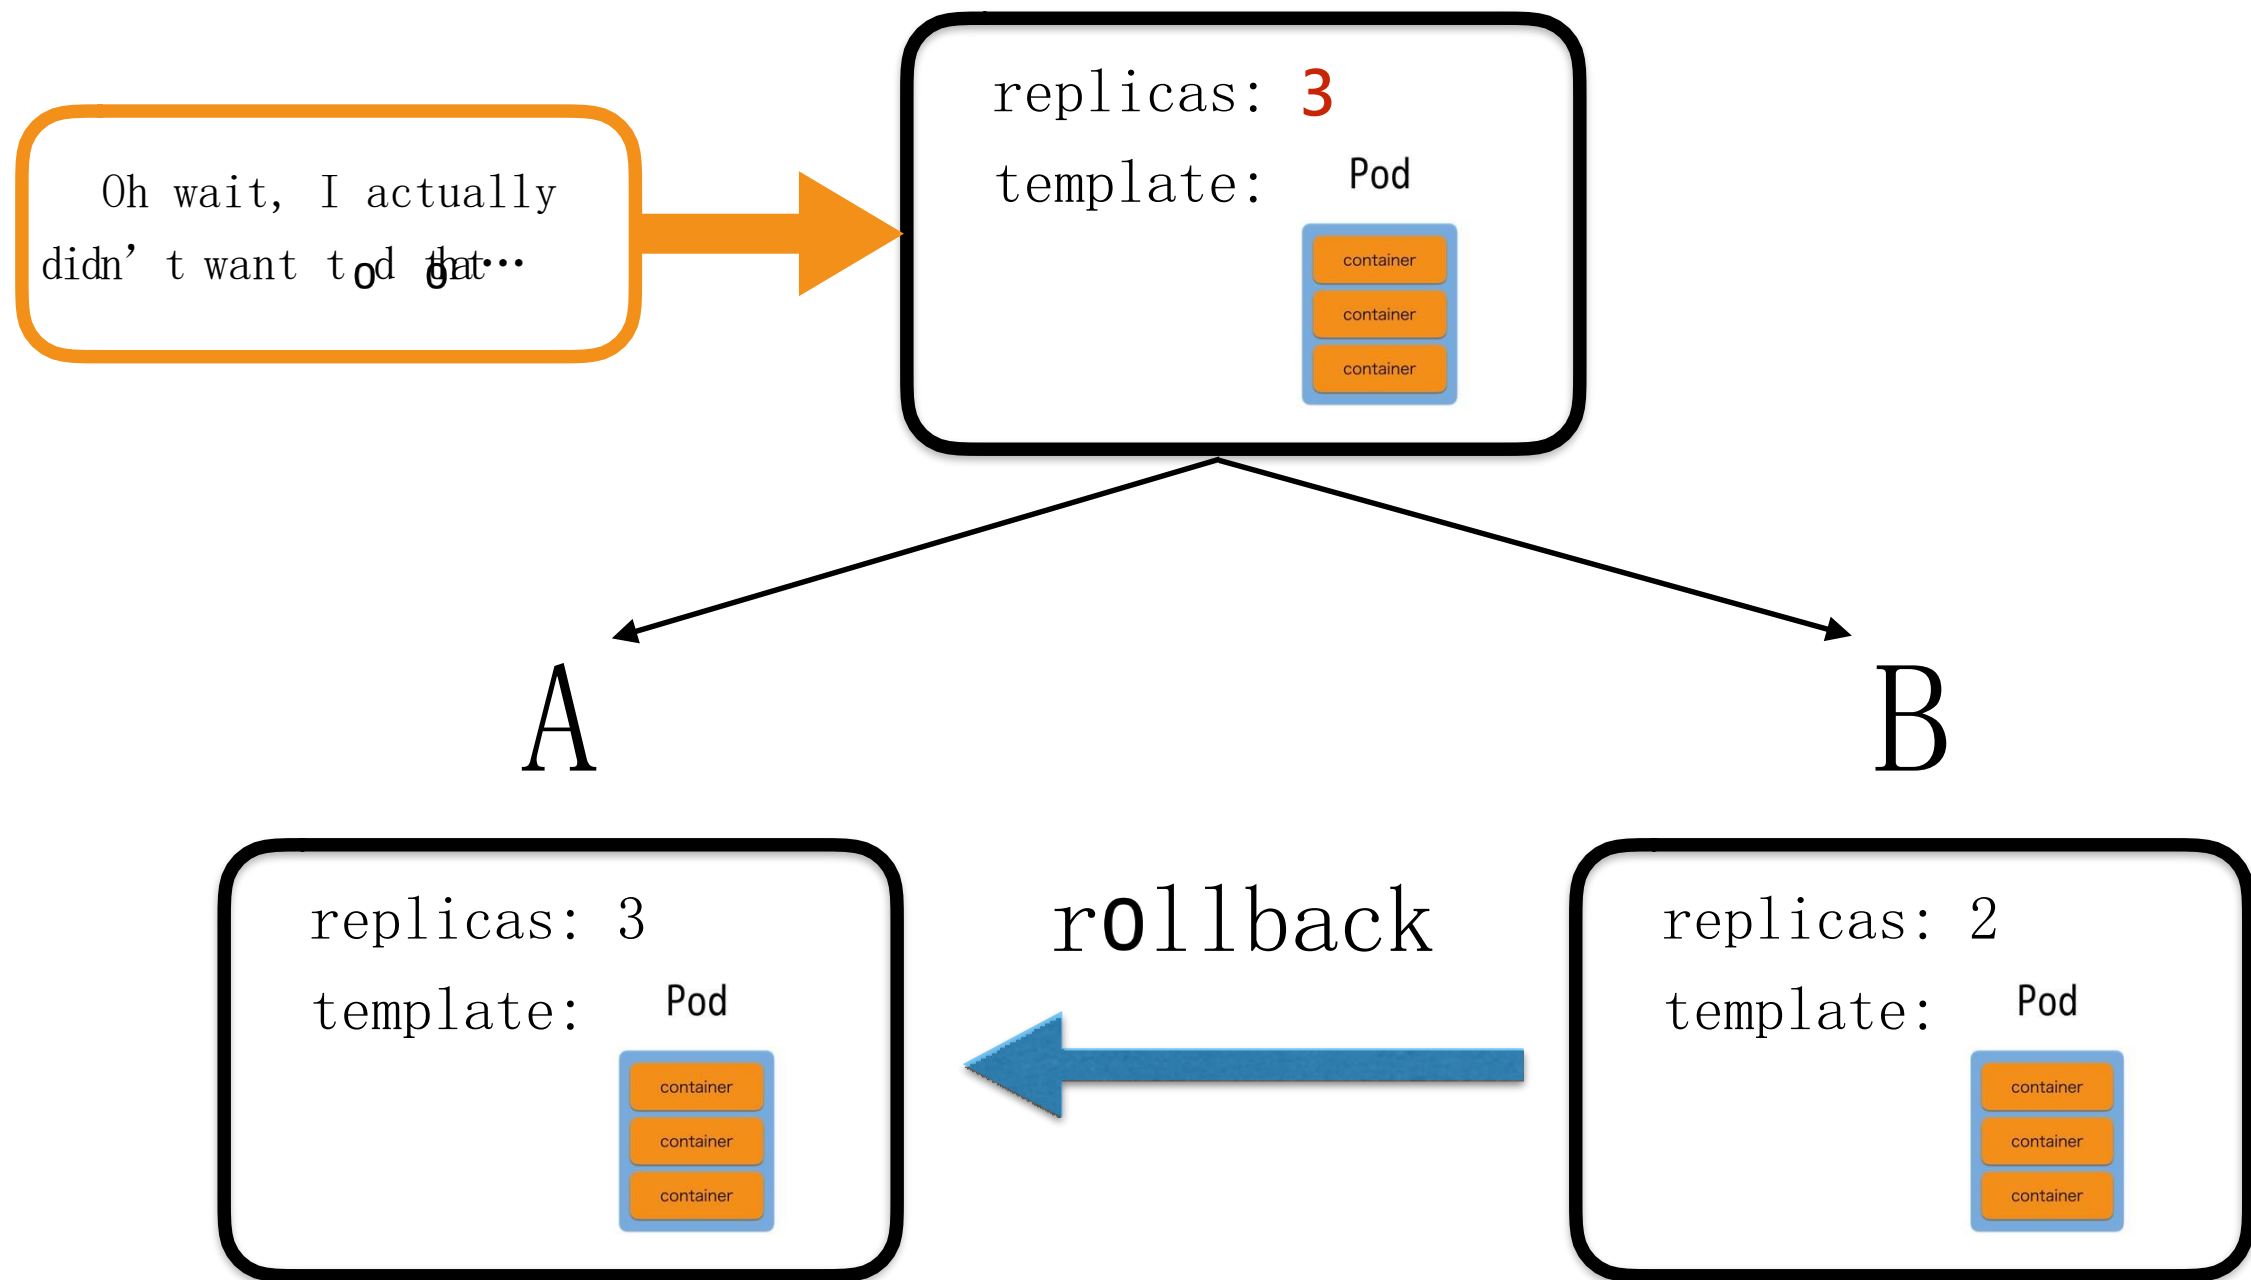 replicas: 3
Oh wait, I actually
didn't want to do that…
template:
Pod
container
container
container
A
B
replicas: 3
template:
Pod
container
container
container
rollback
replicas: 2
template:
Pod
container
container
container